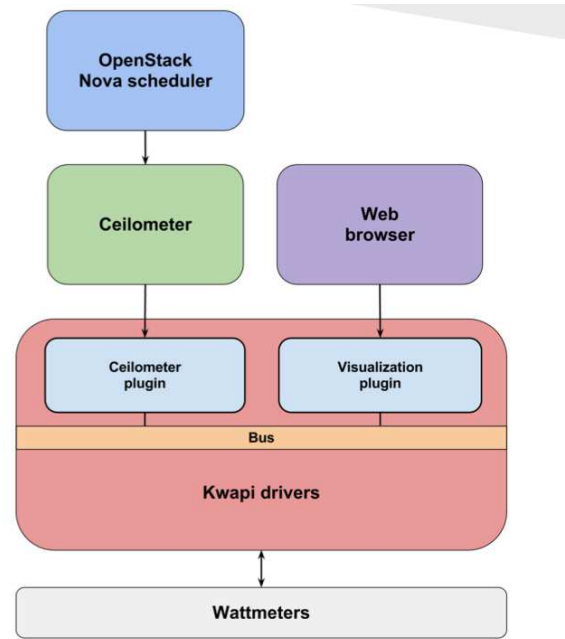 OpenStack
Nova scheduler
Ceilometer
Web
browser
Ceilometer
plugin
Visualization
plugin
Bus
Kwapi drivers
Wattmeters